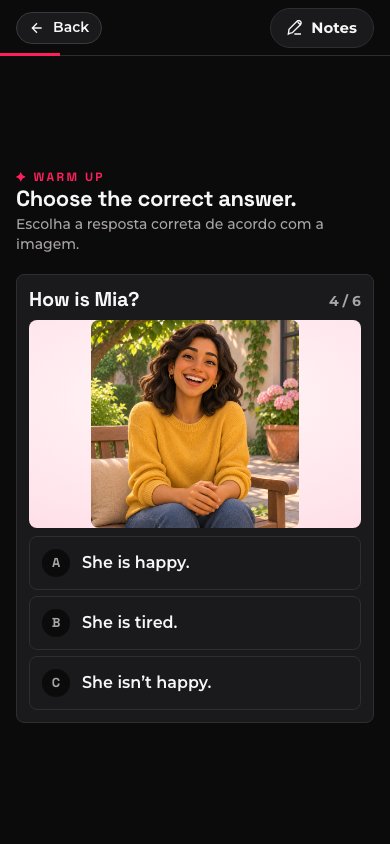 Back
Notes
WARM UP
Choose the correct answer.
Escolha a resposta correta de acordo com a
imagem.
How is Mia?
4 / 6
A She is happy.
B She is tired.
C She isn’t happy.